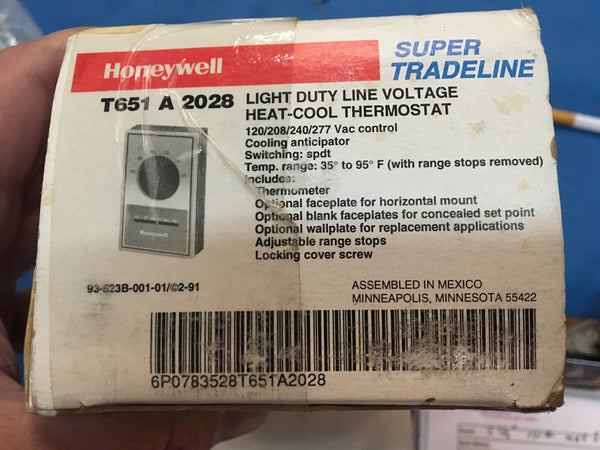 Honeywell
SUPER
TRADELINE
T651 A 2028
LIGHT DUTY LINE VOLTAGE
HEAT-COOL THERMOSTAT
120/208/240/277 Vac control
Cooling anticipator
Switching: spdt
Temp. range: 35° to 95° F (with range stops removed)
Includes:
Thermometer
Optional faceplate for horizontal mount
Optional blank faceplates for concealed set point
Optional wallplate for replacement applications
Adjustable range stops
Locking cover screw
Honeywell
93-523B-001-01/©2-91
ASSEMBLED IN MEXICO
MINNEAPOLIS, MINNESOTA 55422
6P0783528T651A2028